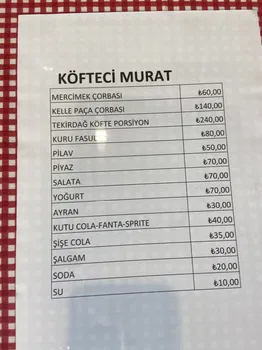 KÖFTECİ MURAT
MERCİMEK ÇORBASI ₺60,00
KELLE PAÇA ÇORBASI ₺140,00
TEKİRDAĞ KÖFTE PORSİYON ₺240,00
KURU FASUL ₺80,00
PİLAV ₺50,00
PİYAZ ₺70,00
SALATA ₺70,00
YOĞURT ₺70,00
AYRAN ₺30,00
KUTU COLA-FANTA-SPRITE ₺40,00
ŞİŞE COLA ₺35,00
ŞALGAM ₺30,00
SODA ₺20,00
SU ₺10,00